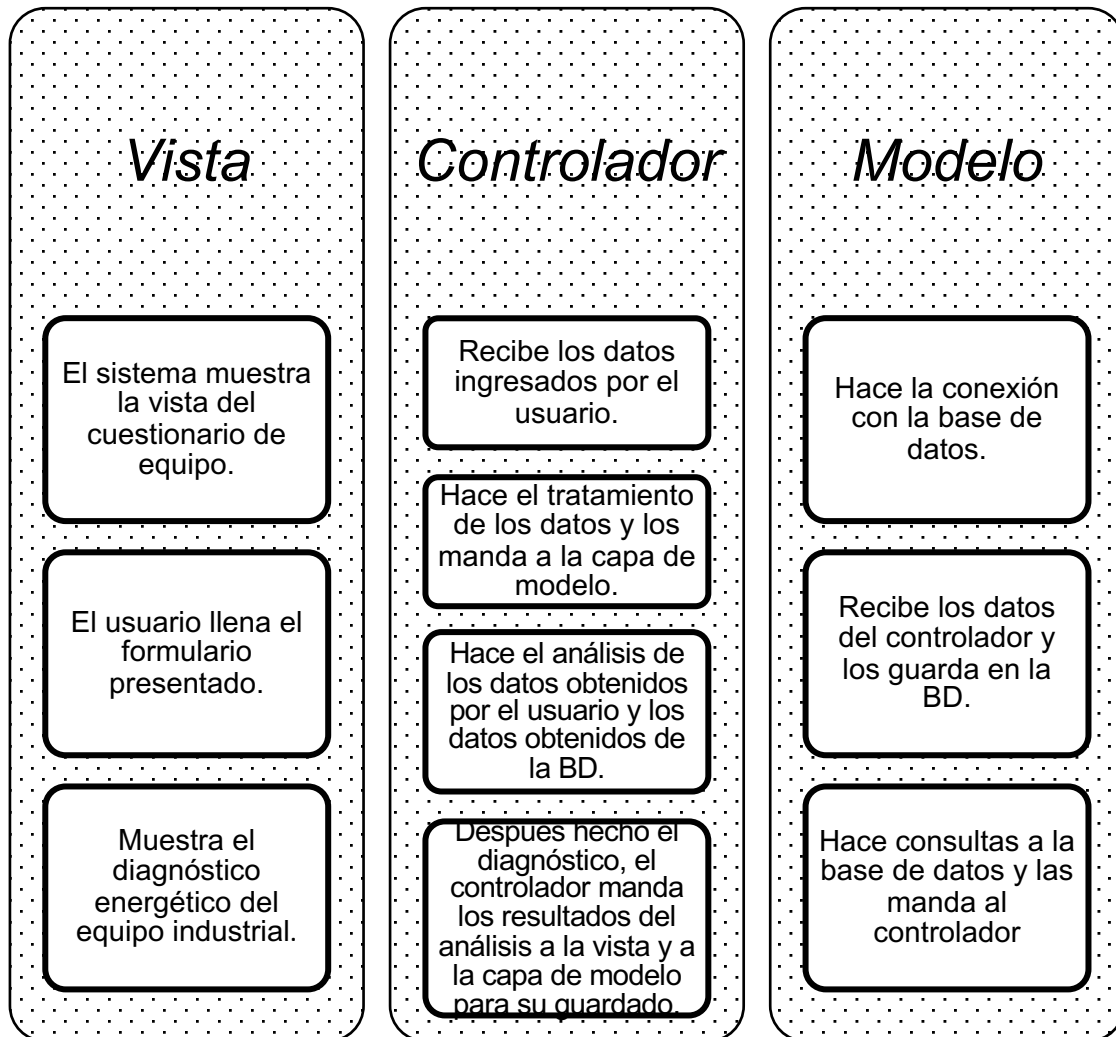 Vista
El sistema muestra
la vista del
cuestionario de
equipo.
El usuario llena el
formulario
presentado.
Muestra el
diagnóstico
energético del
equipo industrial.
Controlador
Recibe los datos
ingresados por el
usuario.
Hace el tratamiento
de los datos y los
manda a la capa de
modelo.
Hace el análisis de
los datos obtenidos
por el usuario y los
datos obtenidos de
la BD.
Después hecho el
diagnóstico, el
controlador manda
los resultados del
análisis a la vista y a
la capa de modelo
para su guardado.
Modelo
Hace la conexión
con la base de
datos.
Recibe los datos
del controlador y
los guarda en la
BD.
Hace consultas a la
base de datos y las
manda al
controlador